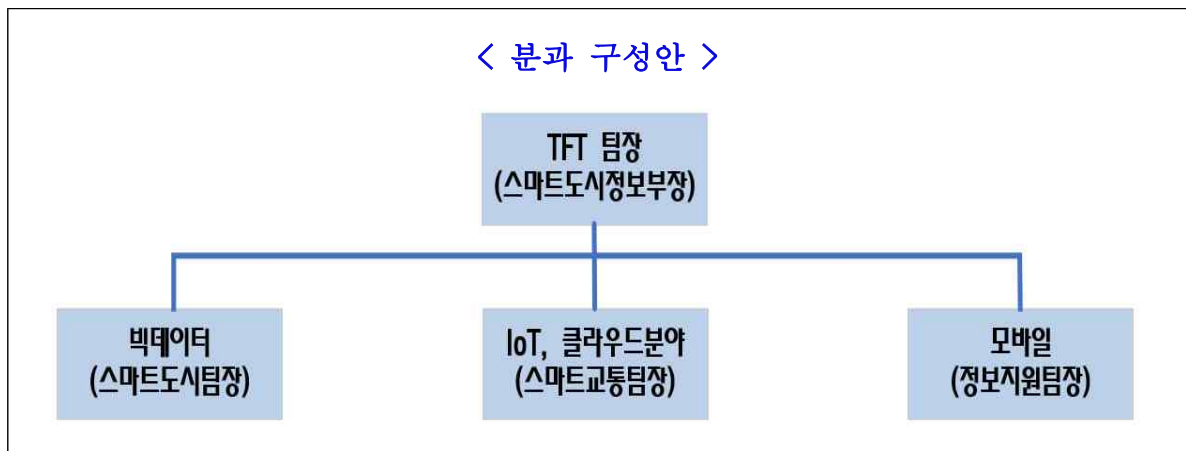 < 분과 구성안 >
TFT 팀장
(스마트도시정보부장)
빅데이터
(스마트도시팀장)
IoT, 클라우드분야
(스마트교통팀장)
모바일
(정보지원팀장)